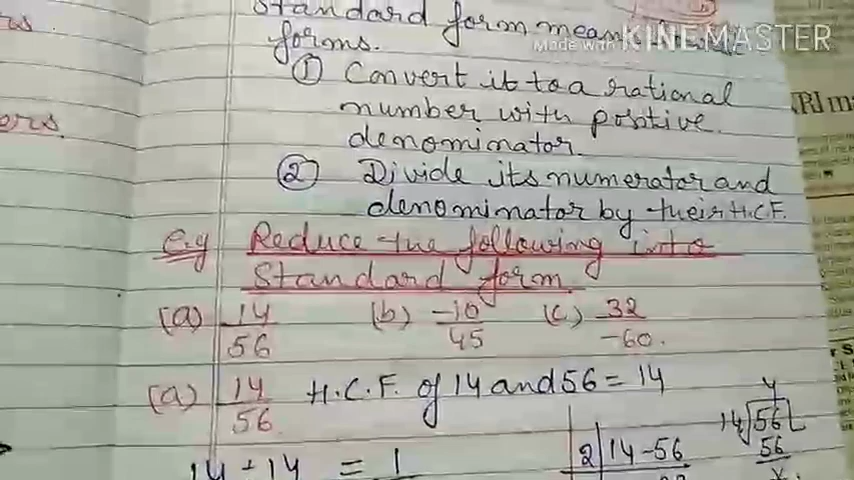 rs.
Standard form means
Made with KINEMASTER
forms.
① Convert it to a rational
number with positive
denominator.
ers.
② Divide its numerator and
denominator by their H.C.F.
e.g Reduce the following into
Standard form
(a) 14/56 (b) -10/45 (c) 32/-60.
(a) 14/56 H.C.F. of 14 and 56 = 14
4
14)56(
2|14-56 56
14÷14 = 1 x